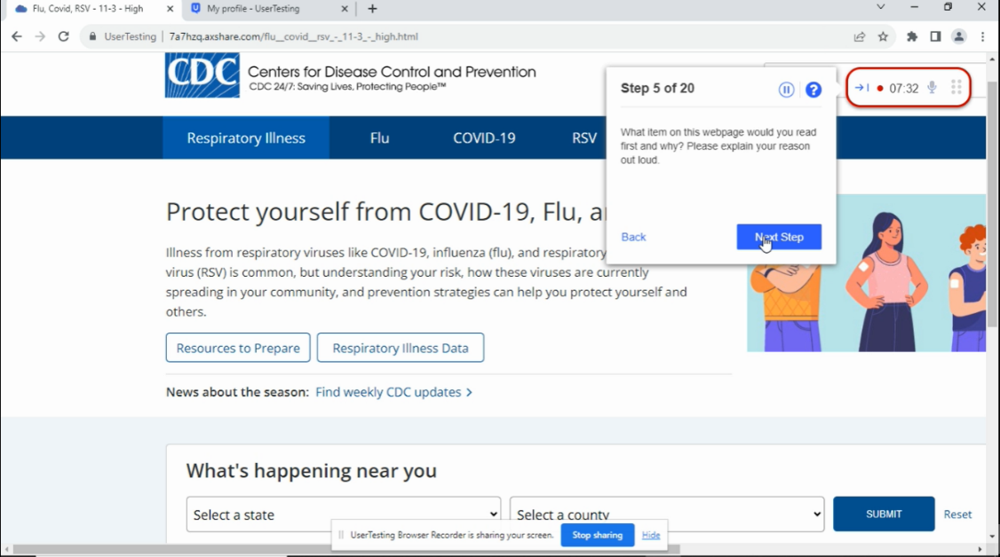 Flu, Covid, RSV - 11-3 - High
My profile - UserTesting
UserTesting
7a7hzq.axshare.com/flu__covid__rsv_-_11-3_-_high.html
CDC
Centers for Disease Control and Prevention
CDC 24/7: Saving Lives, Protecting People™
Step 5 of 20
07:32
What item on this webpage would you read
first and why? Please explain your reason
out loud.
Back
Next Step
Respiratory Illness
Flu
COVID-19
RSV
Protect yourself from COVID-19, Flu,
Illness from respiratory viruses like COVID-19, influenza (flu), and respiratory
virus (RSV) is common, but understanding your risk, how these viruses are currently
spreading in your community, and prevention strategies can help you protect yourself and
others.
Resources to Prepare
Respiratory Illness Data
News about the season: Find weekly CDC updates >
What's happening near you
Select a state
Select a county
SUBMIT
Reset
UserTesting Browser Recorder is sharing your screen.
Stop sharing
Hide